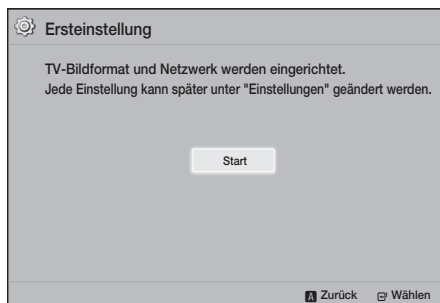 Ersteinstellung
TV-Bildformat und Netzwerk werden eingerichtet.
Jede Einstellung kann später unter "Einstellungen" geändert werden.
Start
A Zurück Wählen